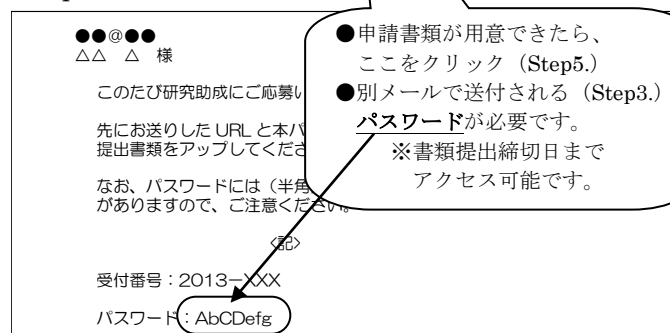 ●●@●●
△△ △ 様
このたび研究助成にご応募
先にお送りした URL と本
提出書類をアップしてくださ
なお、パスワードには（半角
がありますので、ご注意ください。
<記>
受付番号：2013－XXX
パスワード：AbCDefg
●申請書類が用意できたら、
ここをクリック（Step5.）
●別メールで送付される（Step3.）
パスワードが必要です。
※書類提出締切日まで
アクセス可能です。